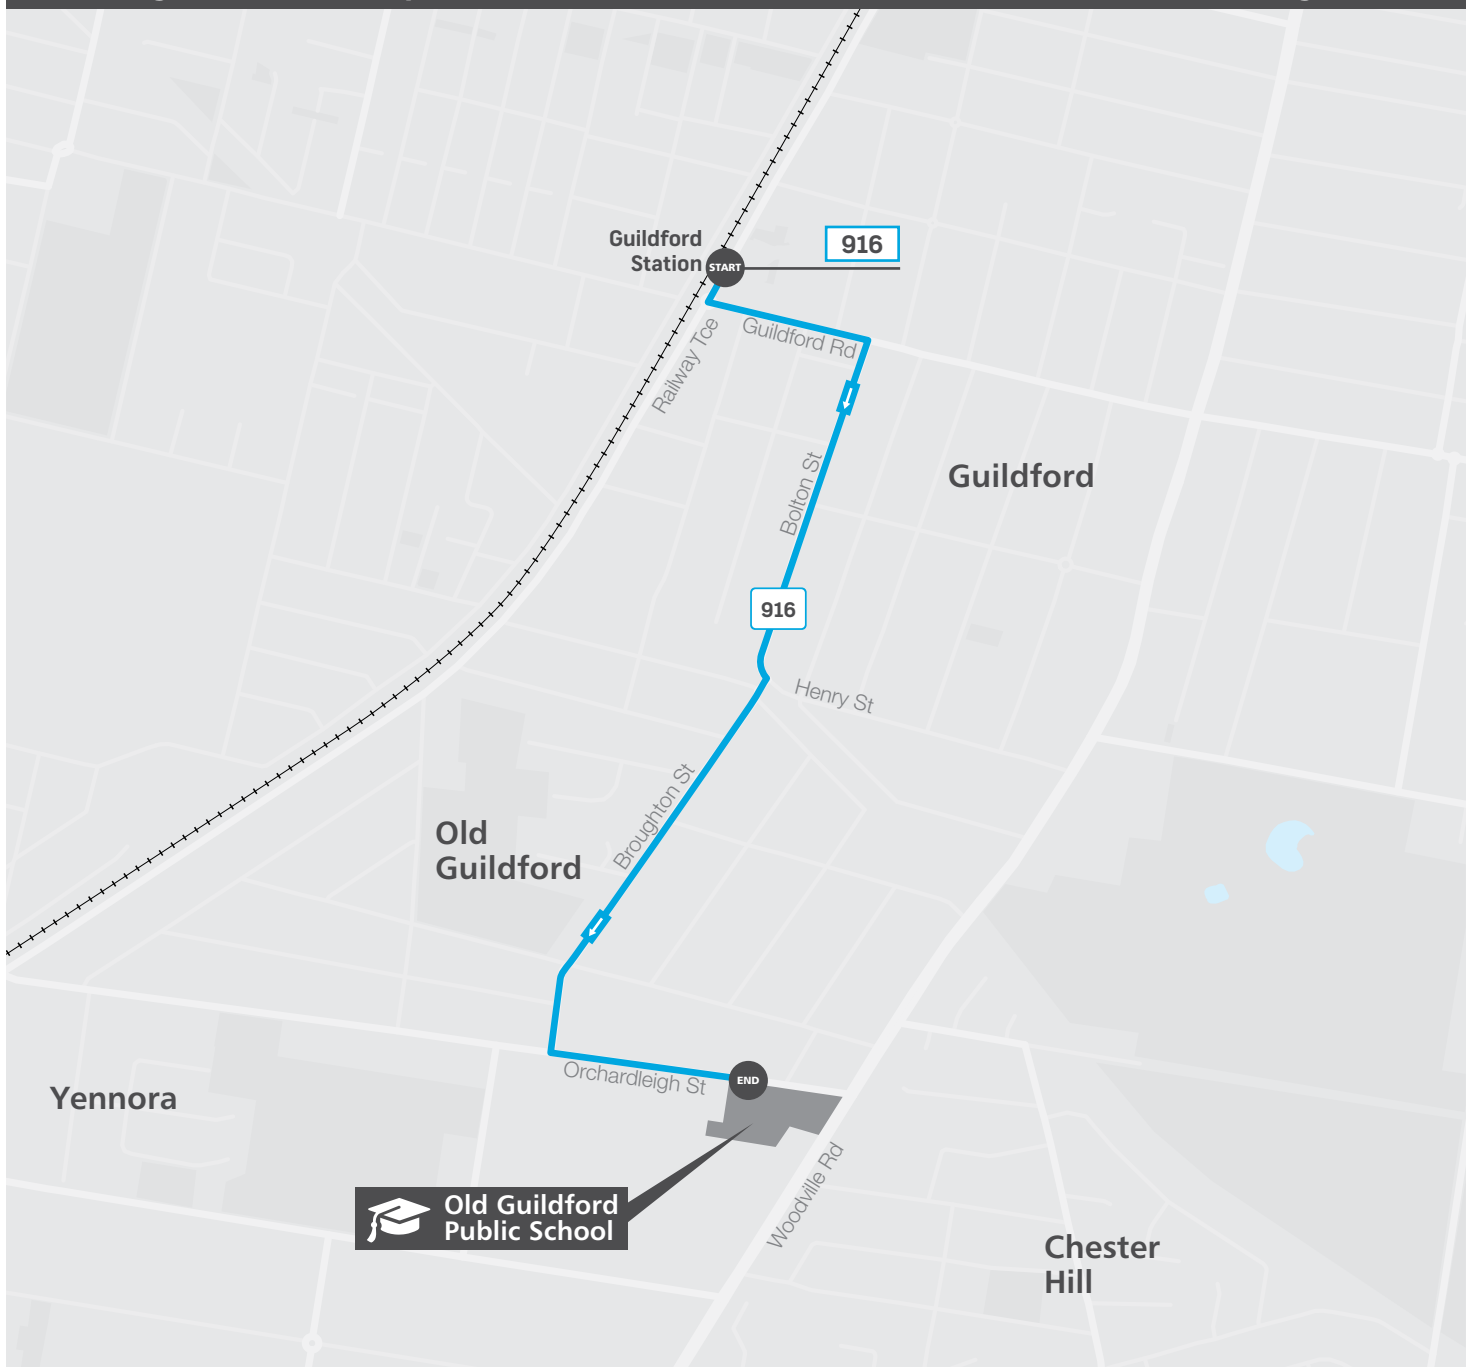 Guildford
Station
START
916
Guildford Rd
Railway Tce
Bolton St
Guildford
916
Henry St
Broughton St
Old
Guildford
Orchardleigh St
END
Yennora
Old Guildford
Public School
Woodville Rd
Chester
Hill